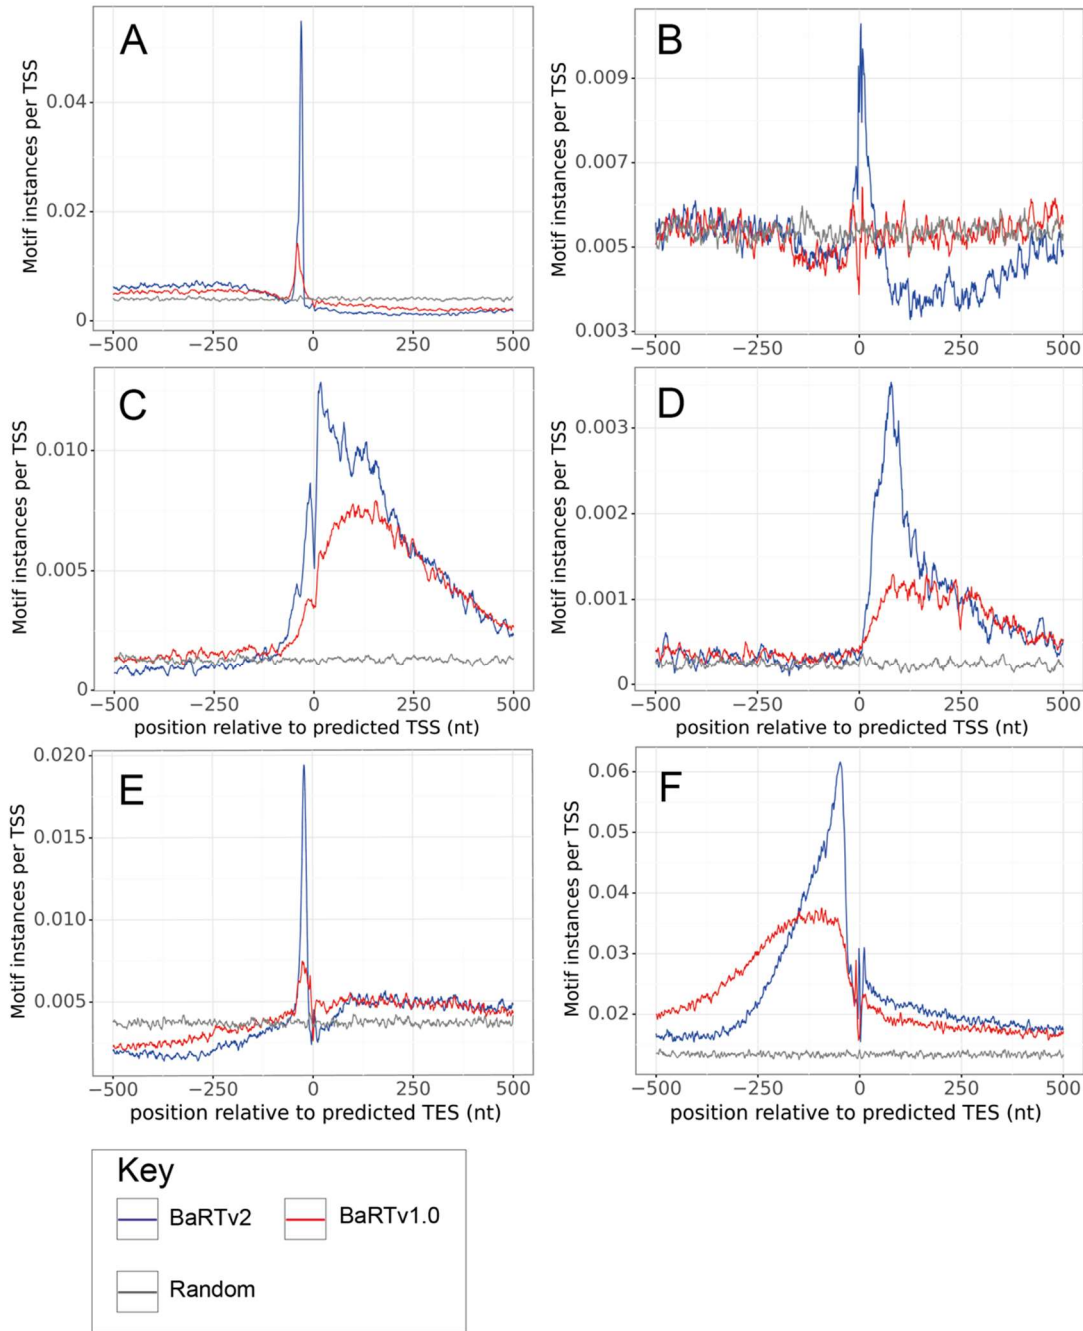 A
Motif instances per TSS
0.04
0.02
0
−500 −250 0 250 500
B
Motif instances per TSS
0.009
0.007
0.005
0.003
−500 −250 0 250 500
C
Motif instances per TSS
0.010
0.005
0
−500 −250 0 250 500
position relative to predicted TSS (nt)
D
Motif instances per TSS
0.003
0.002
0.001
0
−500 −250 0 250 500
position relative to predicted TSS (nt)
E
Motif instances per TSS
0.020
0.015
0.010
0.005
−500 −250 0 250 500
position relative to predicted TES (nt)
F
Motif instances per TSS
0.06
0.05
0.04
0.03
0.02
−500 −250 0 250 500
position relative to predicted TES (nt)
Key
BaRTv2 BaRTv1.0
Random